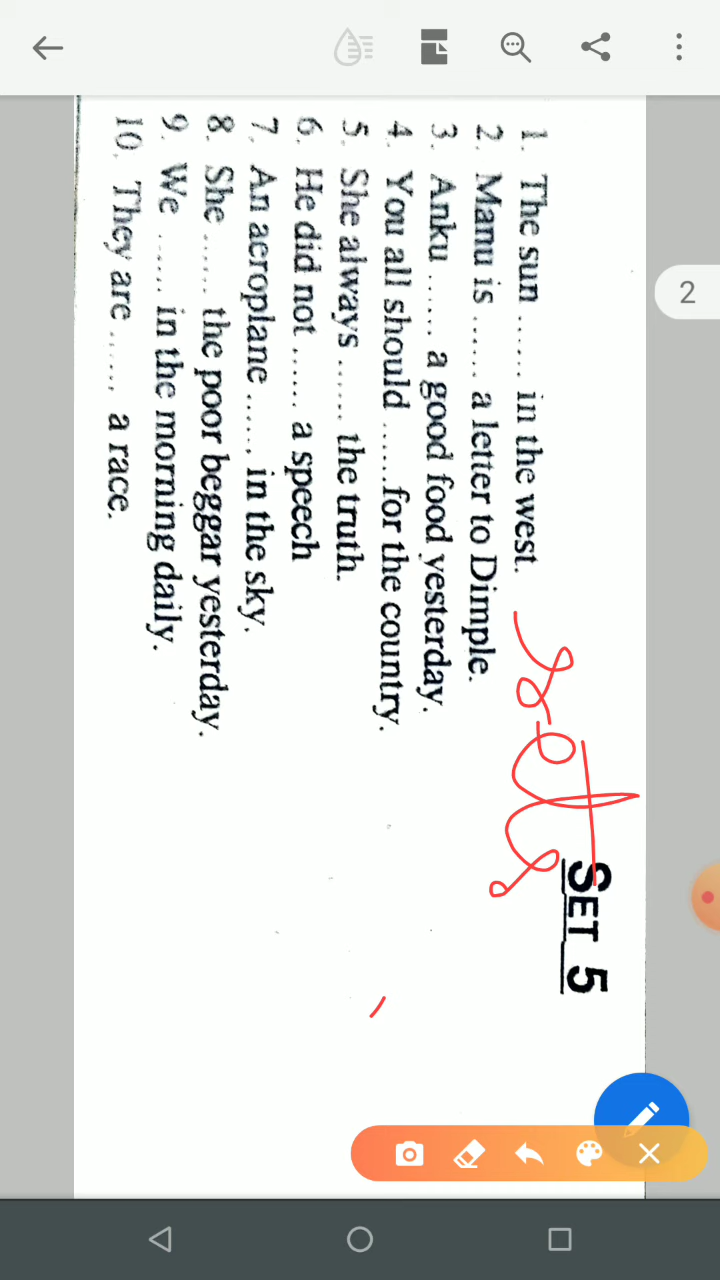 2
SET 5
sets
1. The sun ....... in the west.
2. Manu is ...... a letter to Dimple.
3. Anku ....... a good food yesterday.
4. You all should ......for the country.
5. She always ...... the truth.
6. He did not ...... a speech
7. An aeroplane ...... in the sky.
8. She ...... the poor beggar yesterday.
9. We ...... in the morning daily.
10. They are ...... a race.